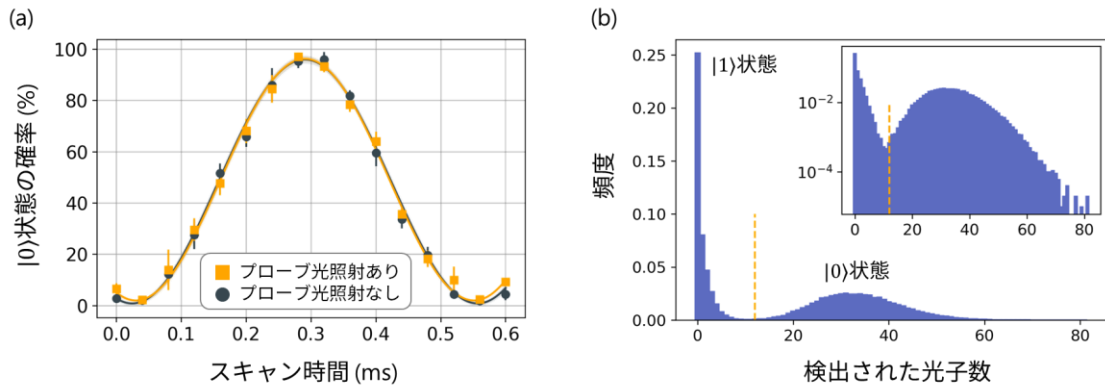 (a)
100
80
60
40
20
0
|0⟩状態の確率 (%)
プローブ光照射あり
プローブ光照射なし
0.0 0.1 0.2 0.3 0.4 0.5 0.6
スキャン時間 (ms)
(b)
0.25
0.20
0.15
0.10
0.05
0.00
頻度
|1⟩状態
|0⟩状態
10⁻²
10⁻⁴
0 20 40 60 80
0 20 40 60 80
検出された光子数